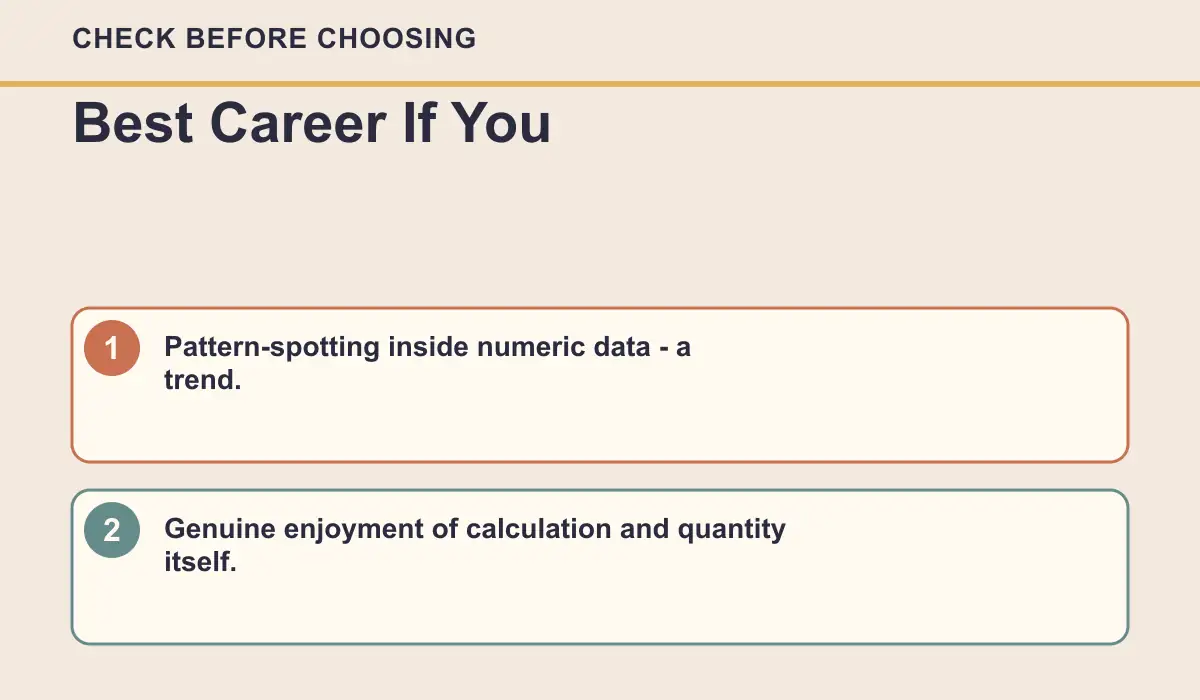 CHECK BEFORE CHOOSING
Best Career If You
1
Pattern-spotting inside numeric data - a
trend.
2
Genuine enjoyment of calculation and quantity
itself.